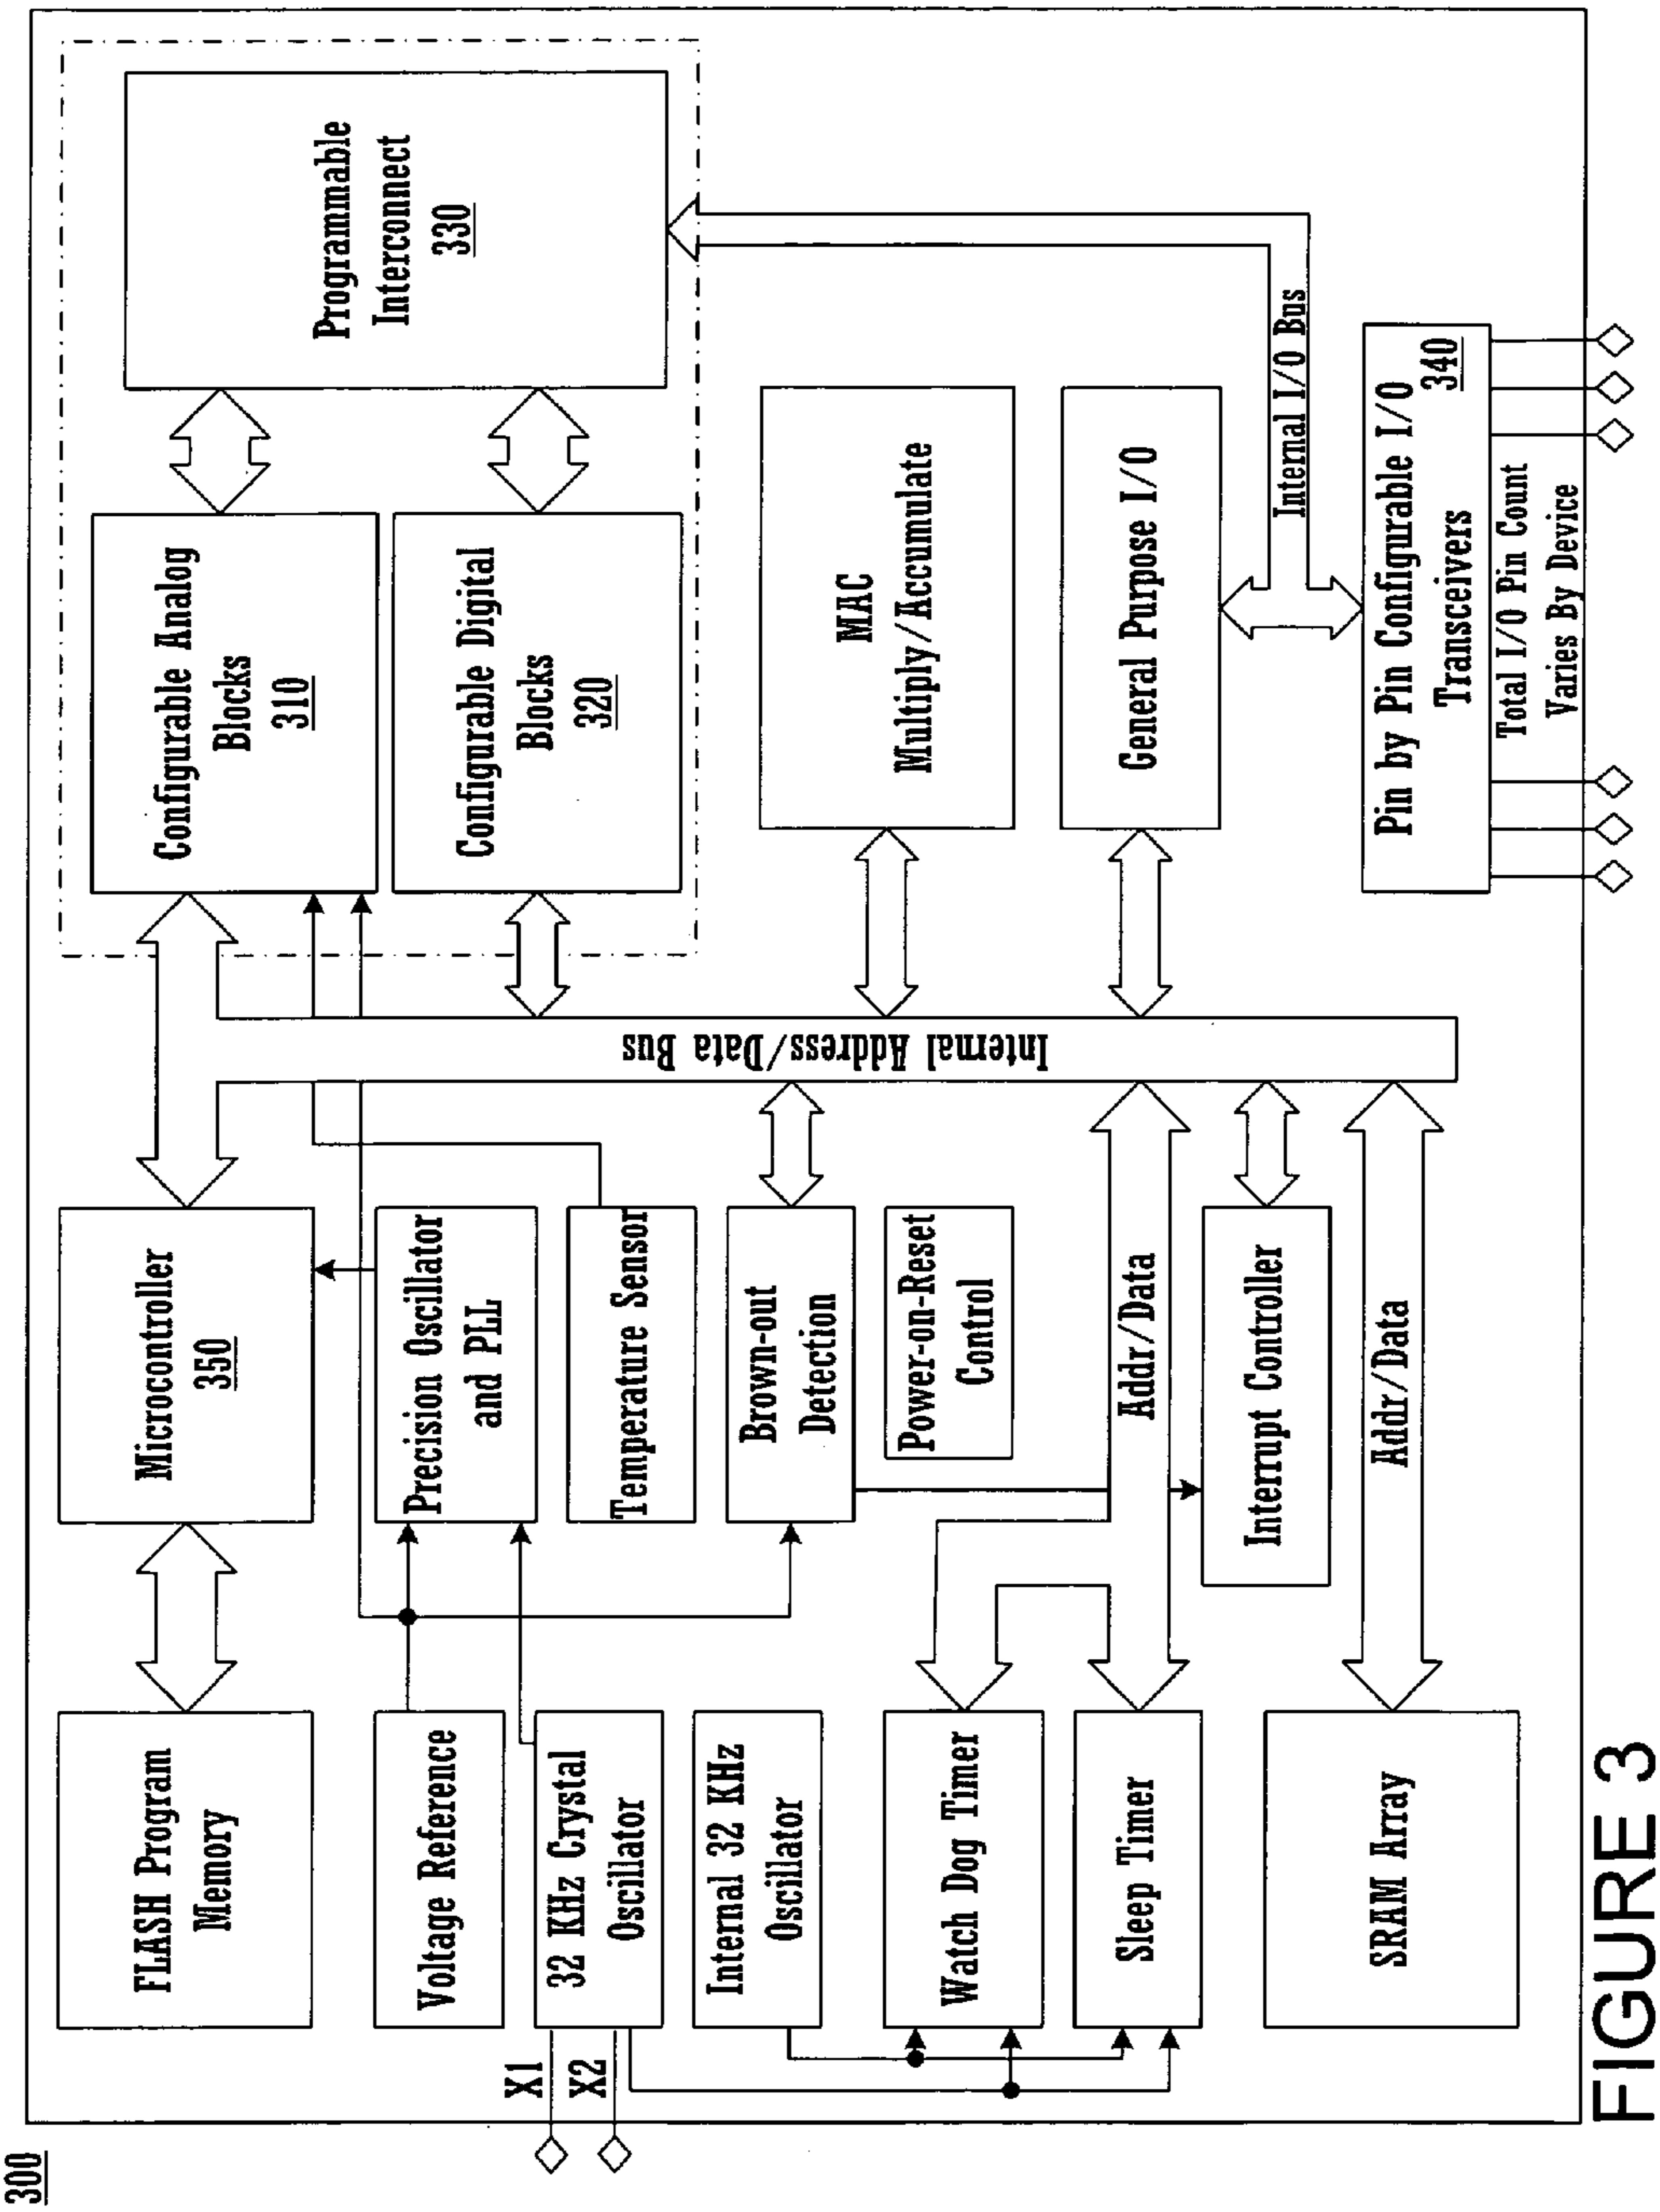 300
FLASH Program
Memory
Microcontroller
350
Configurable Analog
Blocks
310
Programmable
Interconnect
330
Voltage Reference
Precision Oscillator
and PLL
Configurable Digital
Blocks
320
X1
X2
32 KHz Crystal
Oscillator
Temperature Sensor
Internal 32 KHz
Oscillator
Brown-out
Detection
Internal Address/Data Bus
MAC
Multiply/Accumulate
Watch Dog Timer
Power-on-Reset
Control
Sleep Timer
Addr/Data
General Purpose I/O
Interrupt Controller
Internal I/O Bus
SRAM Array
Addr/Data
Pin by Pin Configurable I/O
Transceivers
340
Total I/O Pin Count
Varies By Device
FIGURE 3